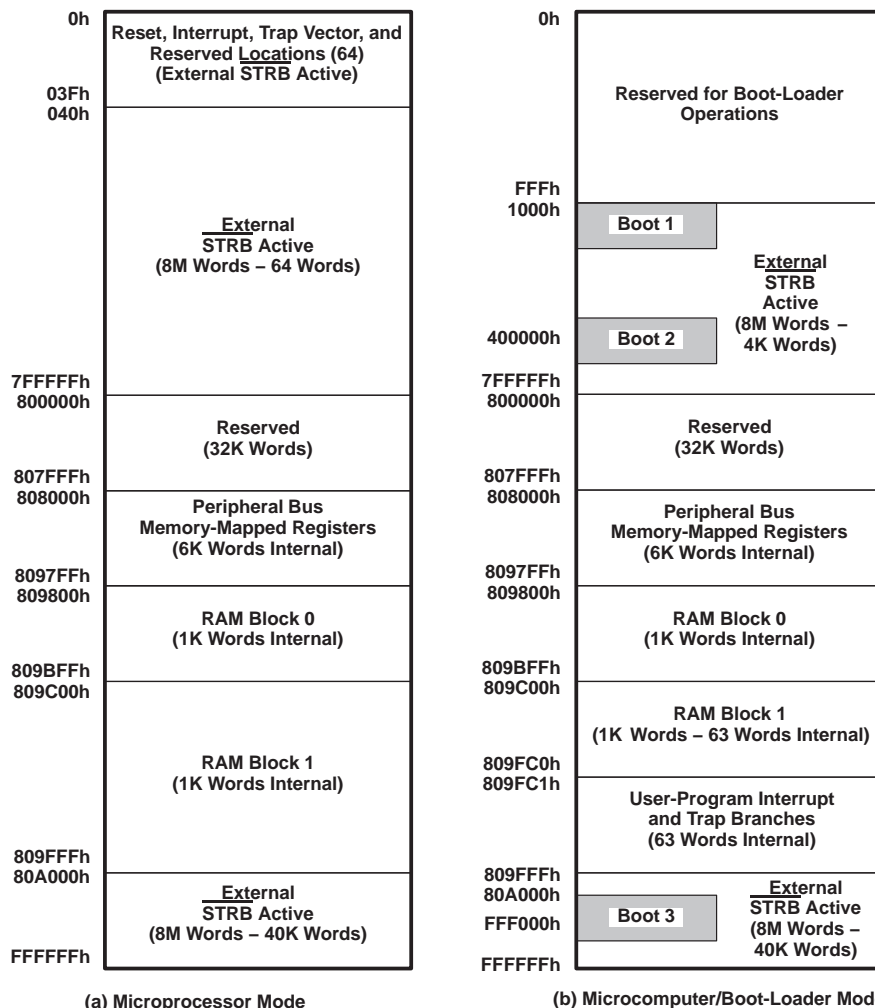 0h
Reset, Interrupt, Trap Vector, and
Reserved Locations (64)
(External STRB Active)
03Fh
040h
External
STRB Active
(8M Words – 64 Words)
7FFFFFh
800000h
Reserved
(32K Words)
807FFFh
808000h
Peripheral Bus
Memory-Mapped Registers
(6K Words Internal)
8097FFh
809800h
RAM Block 0
(1K Words Internal)
809BFFh
809C00h
RAM Block 1
(1K Words Internal)
809FFFh
80A000h
External
STRB Active
(8M Words – 40K Words)
FFFFFFh
(a) Microprocessor Mode
0h
Reserved for Boot-Loader
Operations
FFFh
1000h
Boot 1
External
STRB
Active
(8M Words –
4K Words)
400000h
Boot 2
7FFFFFh
800000h
Reserved
(32K Words)
807FFFh
808000h
Peripheral Bus
Memory-Mapped Registers
(6K Words Internal)
8097FFh
809800h
RAM Block 0
(1K Words Internal)
809BFFh
809C00h
RAM Block 1
(1K Words – 63 Words Internal)
809FC0h
809FC1h
User-Program Interrupt
and Trap Branches
(63 Words Internal)
809FFFh
80A000h
External
STRB Active
(8M Words –
40K Words)
Boot 3
FFF000h
FFFFFFh
(b) Microcomputer/Boot-Loader Mod